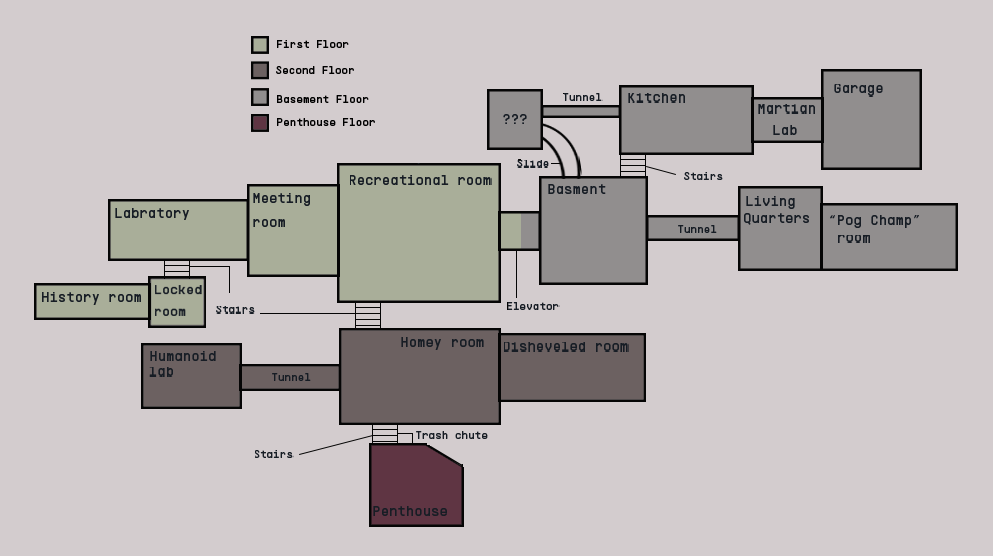 First Floor
Second Floor
Basement Floor
Penthouse Floor
Garage
Tunnel
Kitchen
Martian
Lab
???
Slide
Stairs
Recreational room
Basment
Meeting
room
Labratory
Living
Quarters
"Pog Champ"
room
Tunnel
History room
Locked
room
Stairs
Elevator
Homey room
Disheveled room
Humanoid
lab
Tunnel
Trash chute
Stairs
Penthouse